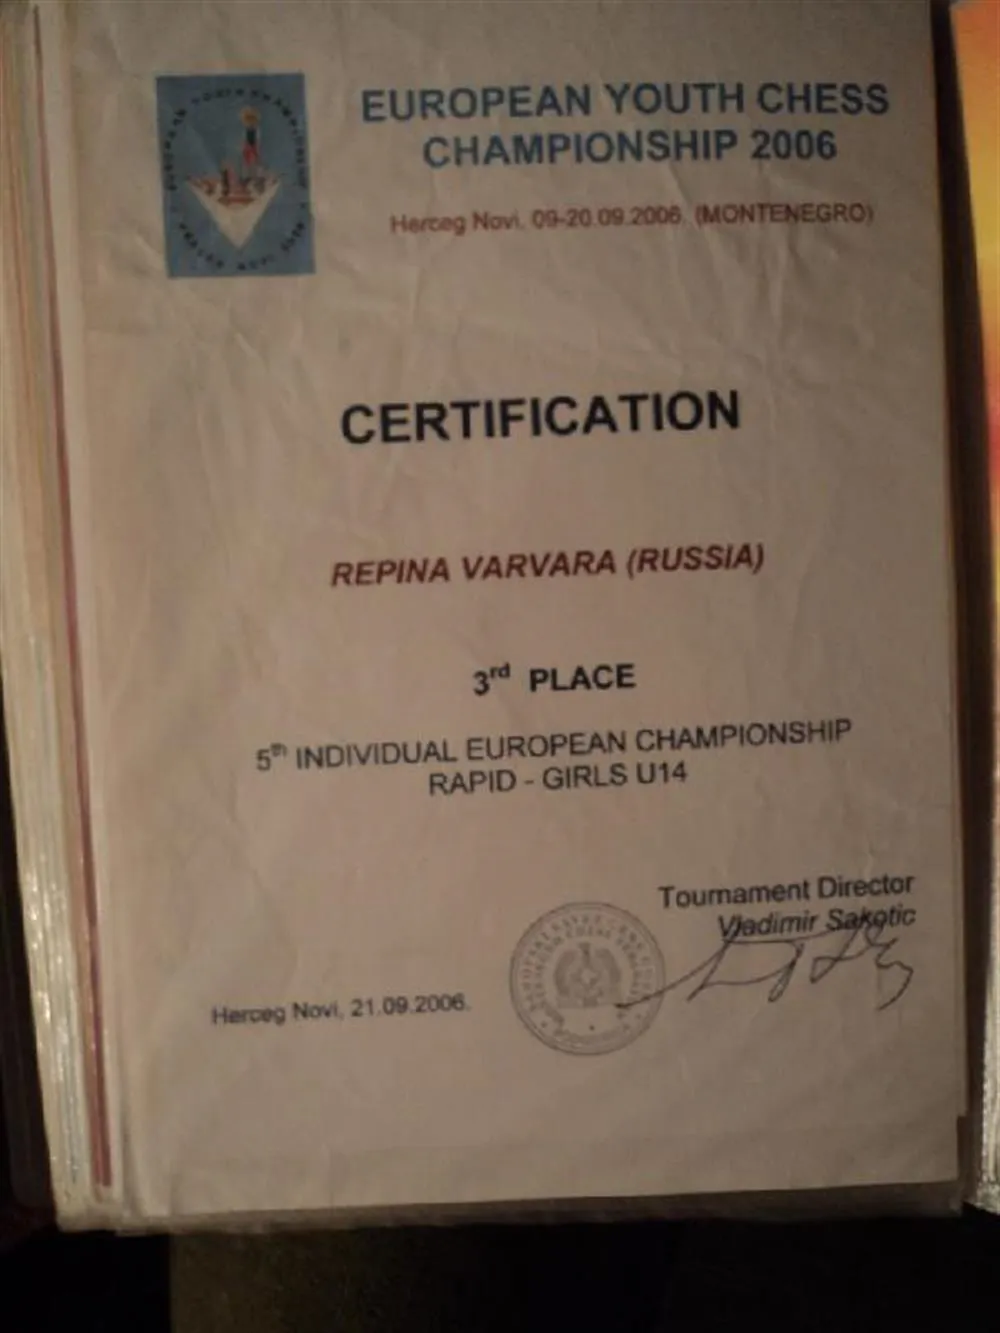 EUROPEAN YOUTH CHESS
CHAMPIONSHIP 2006
Herceg Novi, 09-20.09.2006. (MONTENEGRO)
CERTIFICATION
REPINA VARVARA (RUSSIA)
3rd PLACE
5th INDIVIDUAL EUROPEAN CHAMPIONSHIP
RAPID - GIRLS U14
Tournament Director
Vladimir Sakotic
Herceg Novi, 21.09.2006.